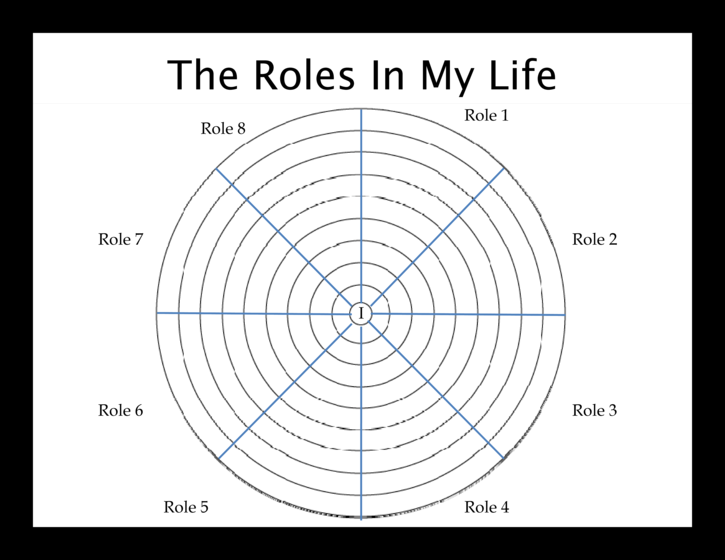 The Roles In My Life
Role 1
Role 8
Role 7
Role 2
I
Role 6
Role 3
Role 5
Role 4